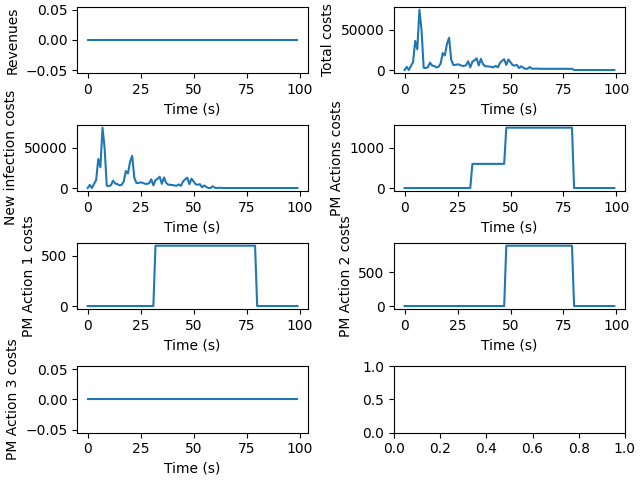 Revenues
0.05
0.00
−0.05
0 25 50 75 100
Time (s)
Total costs
50000
0
0 25 50 75 100
Time (s)
New infection costs
50000
0
0 25 50 75 100
Time (s)
PM Actions costs
1000
0
0 25 50 75 100
Time (s)
PM Action 1 costs
500
0
0 25 50 75 100
Time (s)
PM Action 2 costs
500
0
0 25 50 75 100
Time (s)
PM Action 3 costs
0.05
0.00
−0.05
0 25 50 75 100
Time (s)
1.0
0.5
0.0
0.0 0.2 0.4 0.6 0.8 1.0